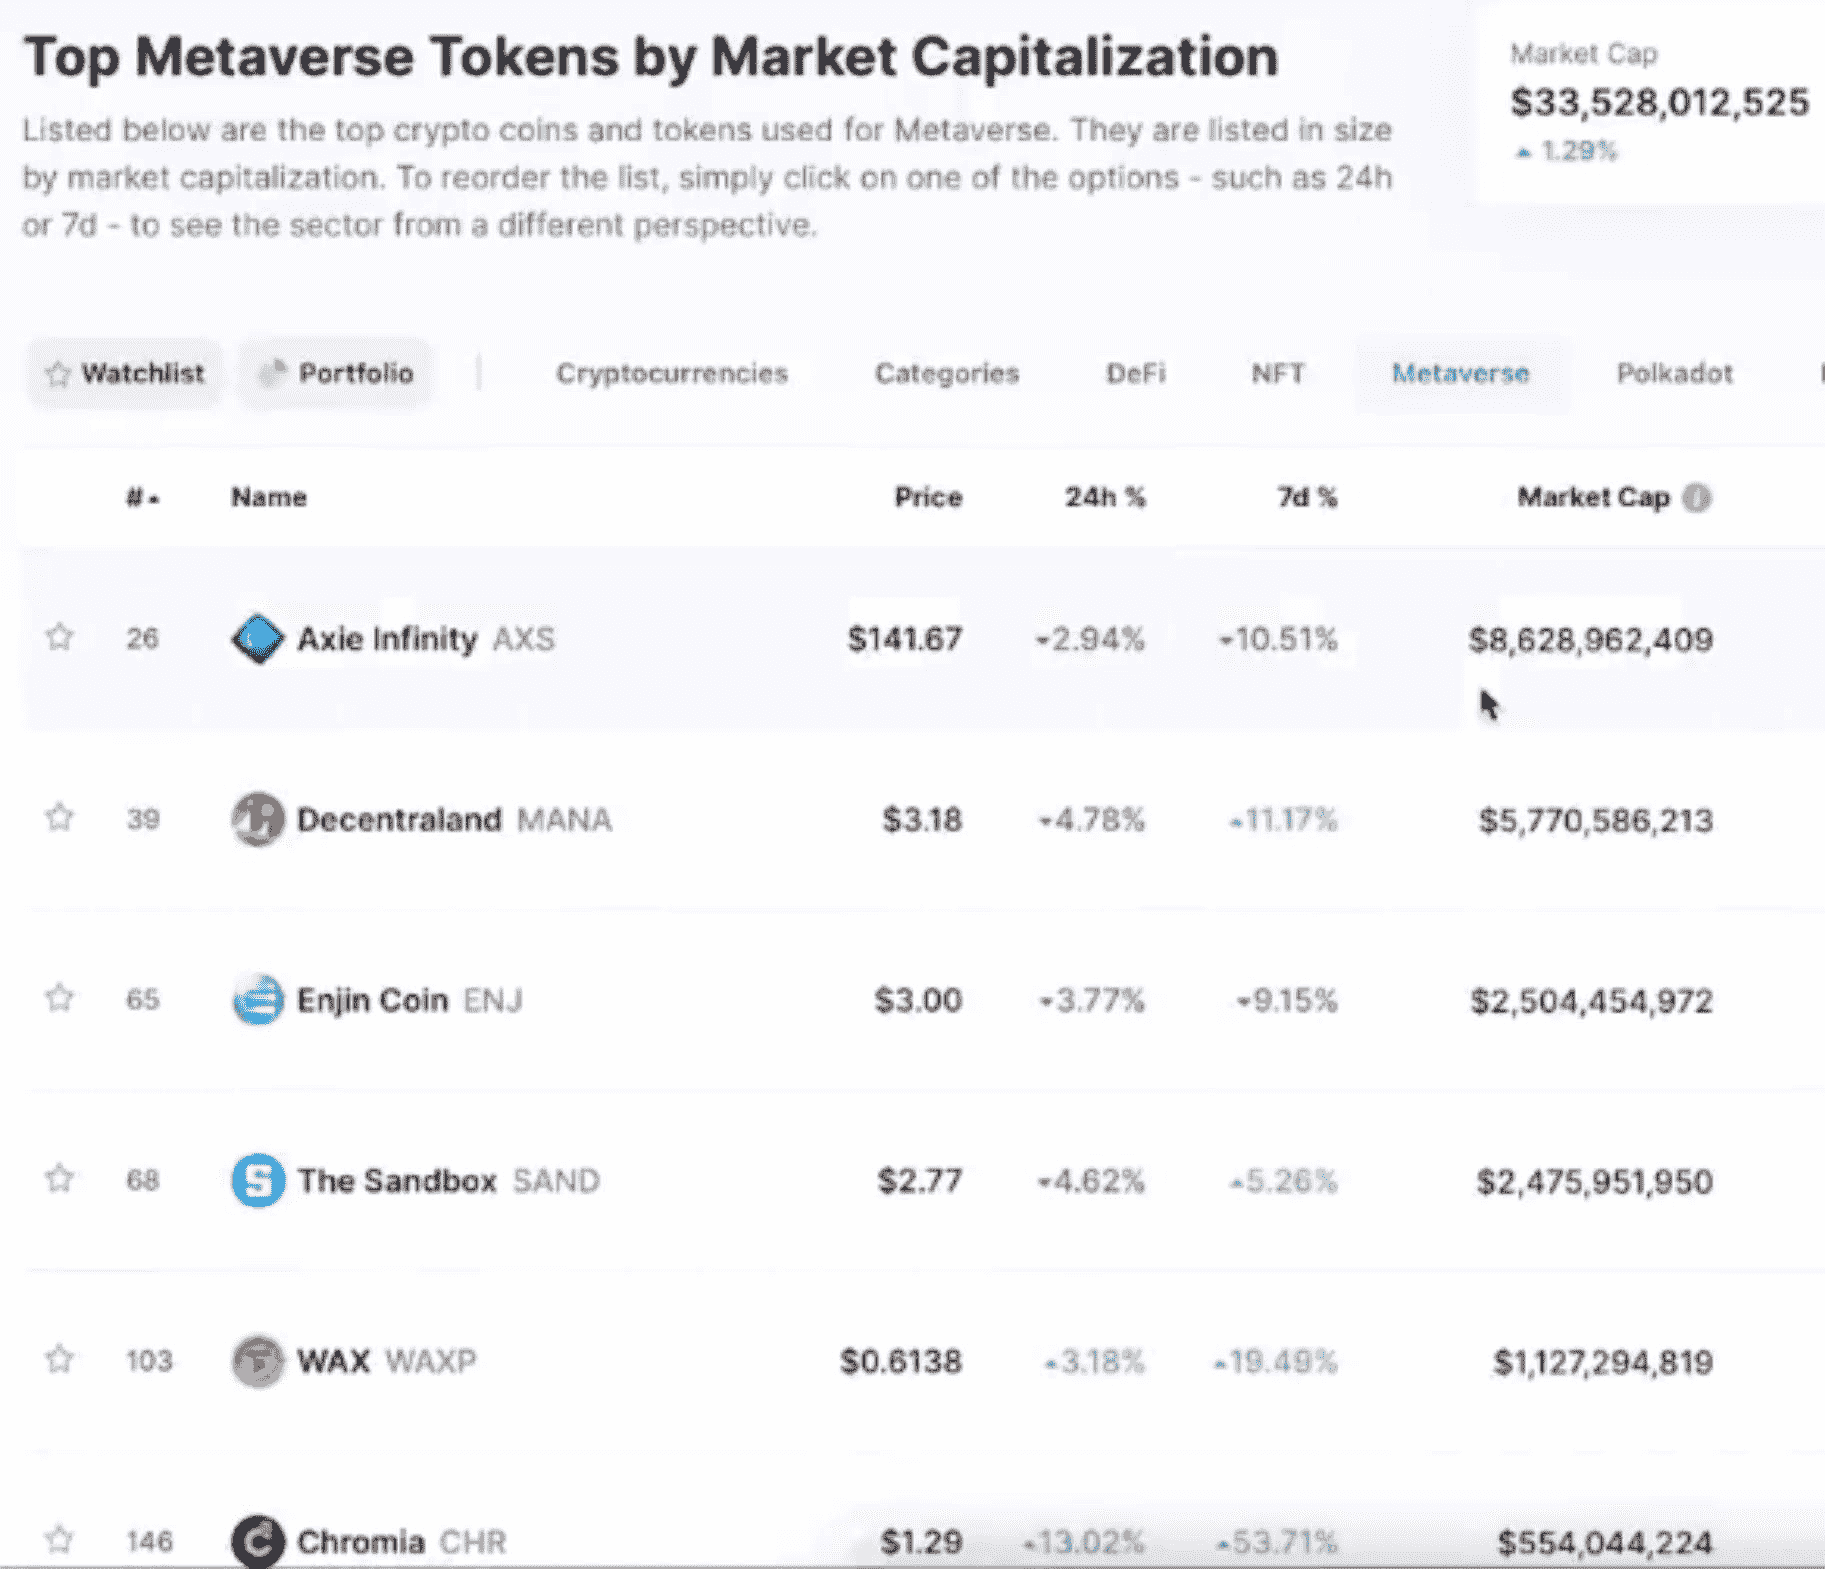 Top Metaverse Tokens by Market Capitalization
Market Cap
$33,528,012,525
1.29%
Listed below are the top crypto coins and tokens used for Metaverse. They are listed in size
by market capitalization. To reorder the list, simply click on one of the options - such as 24h
or 7d - to see the sector from a different perspective.
Watchlist Portfolio Cryptocurrencies Categories DeFi NFT Metaverse Polkadot
# Name Price 24h % 7d % Market Cap
26 Axie Infinity AXS $141.67 2.94% 10.51% $8,628,962,409
39 Decentraland MANA $3.18 4.78% 11.17% $5,770,586,213
65 Enjin Coin ENJ $3.00 3.77% 9.15% $2,504,454,972
68 The Sandbox SAND $2.77 4.62% 5.26% $2,475,951,950
103 WAX WAXP $0.6138 3.18% 19.49% $1,127,294,819
146 Chromia CHR $1.29 13.02% 53.71% $554,044,224